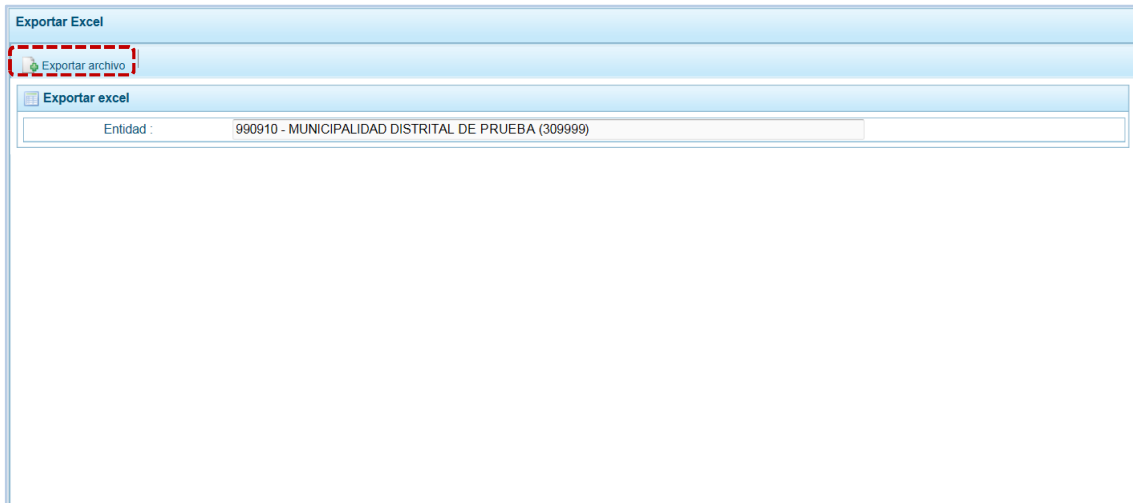 Exportar Excel
Exportar archivo
Exportar excel
Entidad : 990910 - MUNICIPALIDAD DISTRITAL DE PRUEBA (309999)